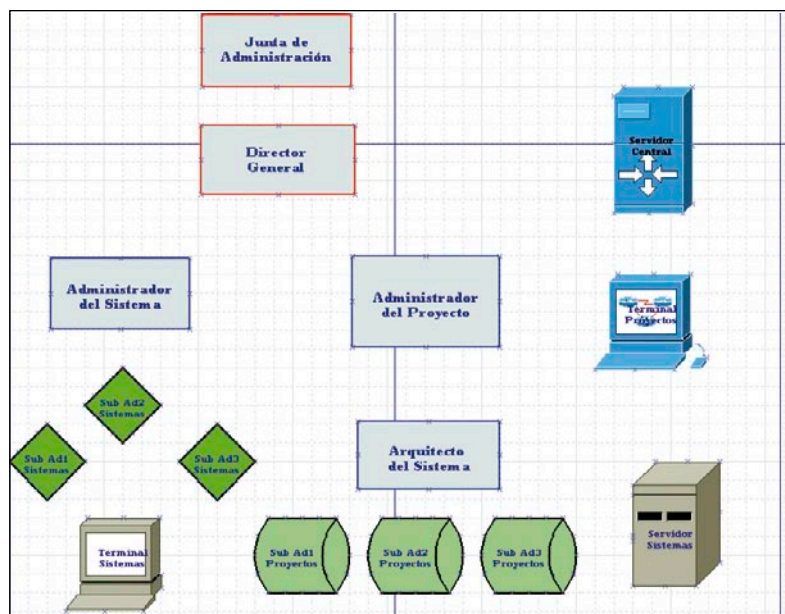 Junta de
Administración
Director
General
Servidor
Central
Administrador
del Sistema
Administrador
del Proyecto
Terminal
Proyectos
Sub Ad2
Sistemas
Sub Ad1
Sistemas
Sub Ad3
Sistemas
Arquitecto
del Sistema
Terminal
Sistemas
Sub Ad1
Proyectos
Sub Ad2
Proyectos
Sub Ad3
Proyectos
Servidor
Sistemas